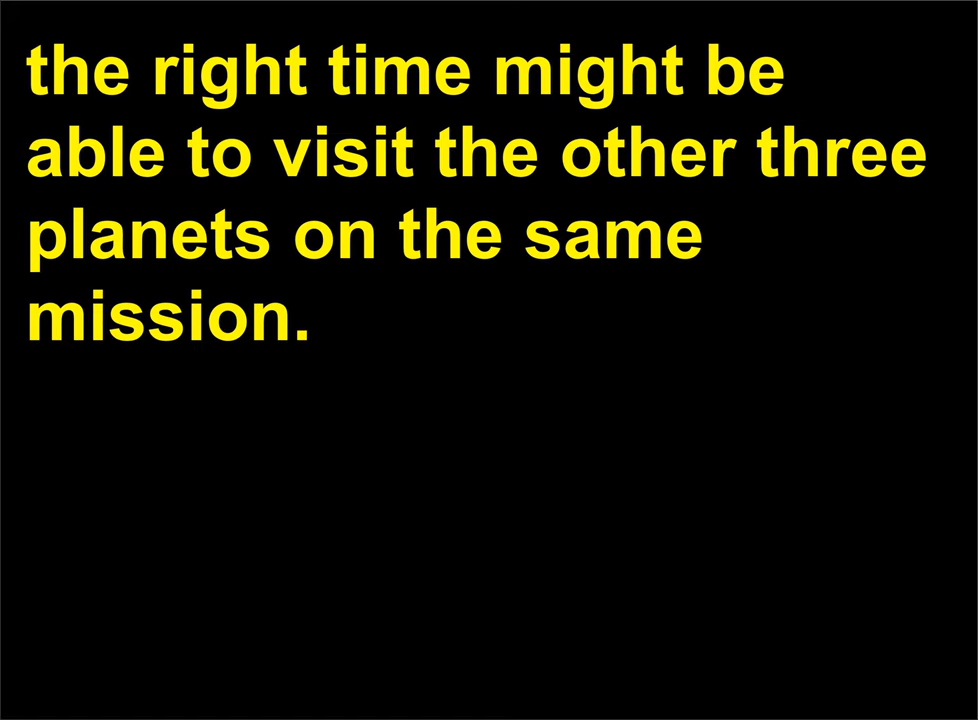 the right time might be
able to visit the other three
planets on the same
mission.